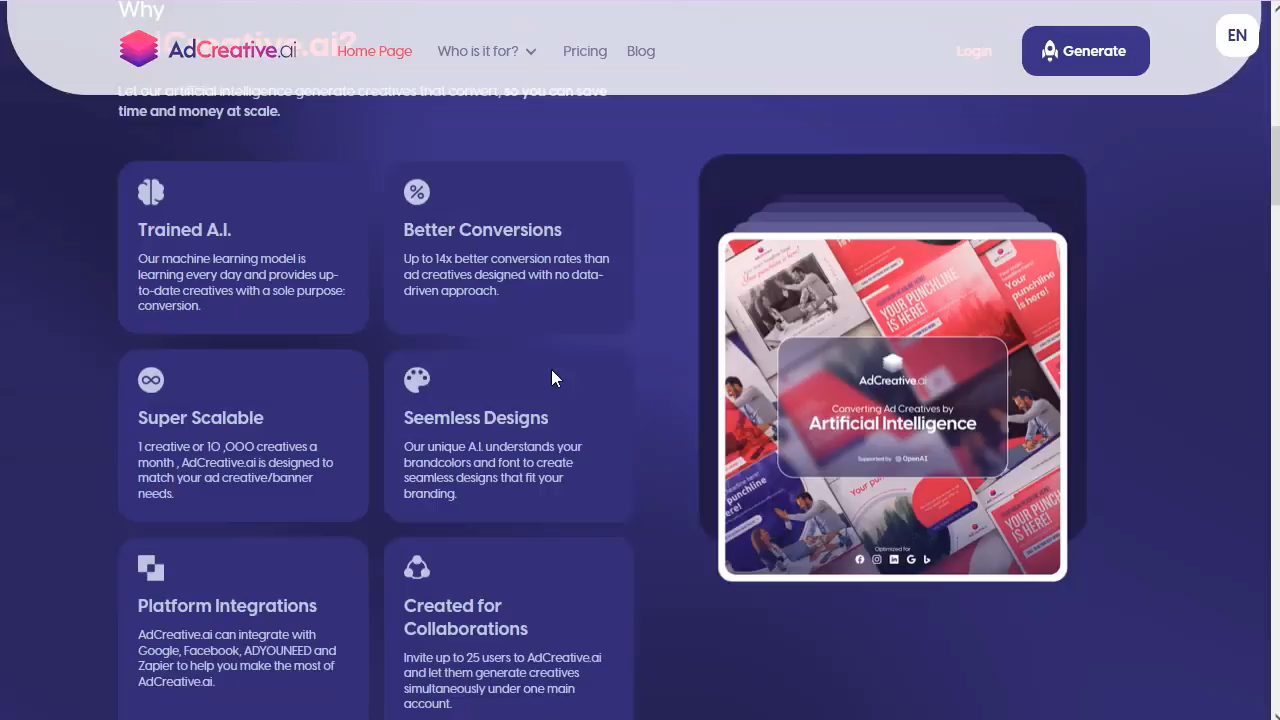 Why
AdCreative.ai?
AdCreative.ai
Home Page
Who is it for?
Pricing
Blog
Login
Generate
EN
Let our artificial intelligence generate creatives that convert, so you can save
time and money at scale.
Trained A.I.
Our machine learning model is
learning every day and provides up-
to-date creatives with a sole purpose:
conversion.
Better Conversions
Up to 14x better conversion rates than
ad creatives designed with no data-
driven approach.
Super Scalable
1 creative or 10 ,000 creatives a
month , AdCreative.ai is designed to
match your ad creative/banner
needs.
Seemless Designs
Our unique A.I. understands your
brandcolors and font to create
seamless designs that fit your
branding.
Platform Integrations
AdCreative.ai can integrate with
Google, Facebook, ADYOUNEED and
Zapier to help you make the most of
AdCreative.ai.
Created for
Collaborations
Invite up to 25 users to AdCreative.ai
and let them generate creatives
simultaneously under one main
account.
YOUR PUNCHLINE
IS HERE!
Your
punchline
is here!
AdCreative.ai
Converting Ad Creatives by
Artificial Intelligence
Supported by OpenAI
Optimized for